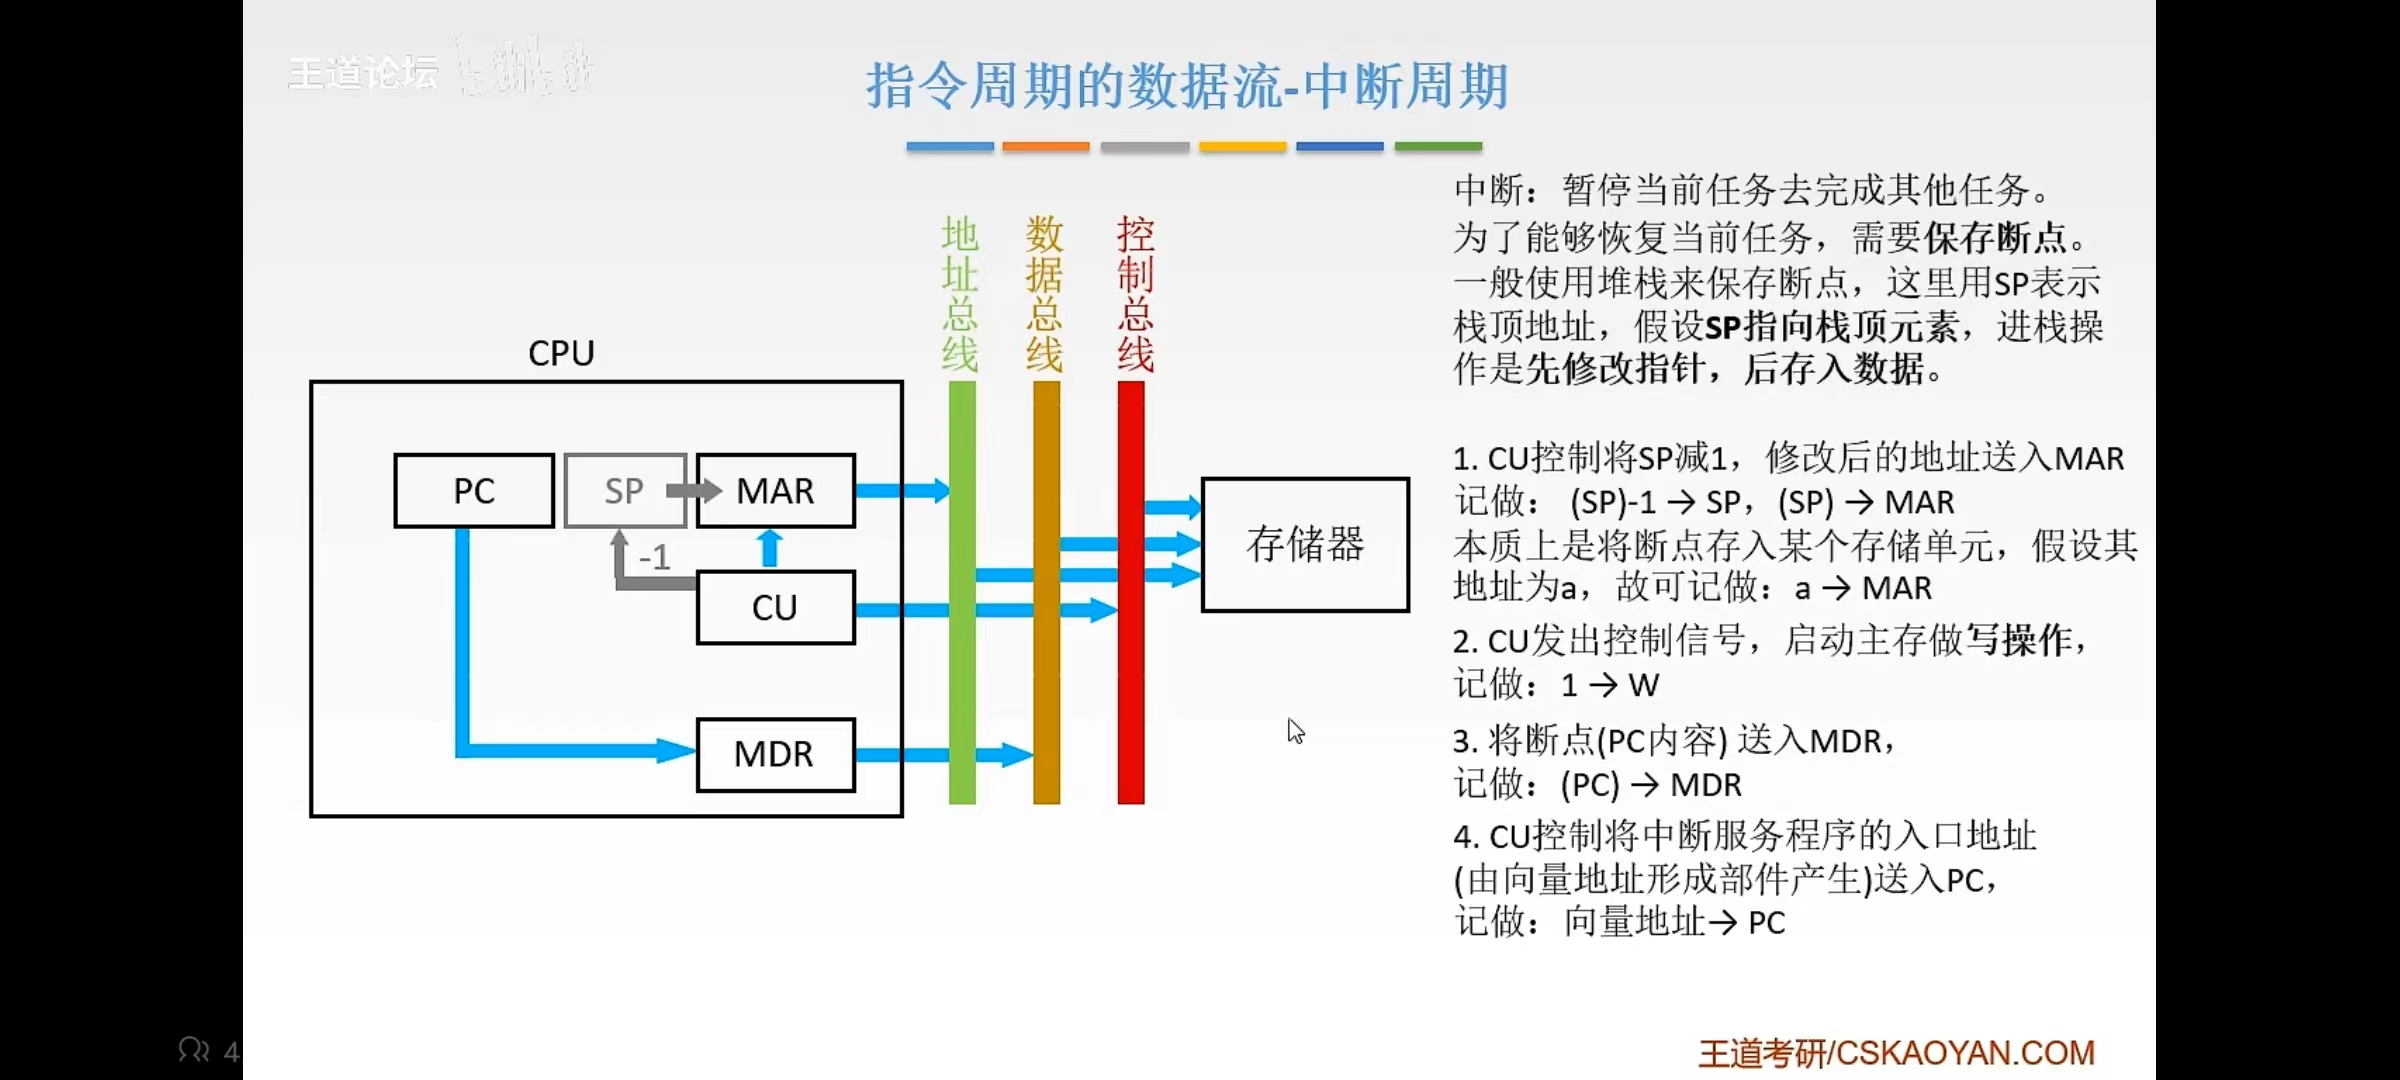 王道论坛
指令周期的数据流-中断周期
地址总线
数据总线
控制总线
CPU
PC
SP
MAR
-1
CU
MDR
存储器
中断：暂停当前任务去完成其他任务。
为了能够恢复当前任务，需要保存断点。
一般使用堆栈来保存断点，这里用SP表示
栈顶地址，假设SP指向栈顶元素，进栈操
作是先修改指针，后存入数据。
1. CU控制将SP减1，修改后的地址送入MAR
记做： (SP)-1 → SP，(SP) → MAR
本质上是将断点存入某个存储单元，假设其
地址为a，故可记做：a → MAR
2. CU发出控制信号，启动主存做写操作，
记做：1 → W
3. 将断点(PC内容) 送入MDR，
记做：(PC) → MDR
4. CU控制将中断服务程序的入口地址
(由向量地址形成部件产生)送入PC，
记做：向量地址→ PC
4
王道考研/CSKAOYAN.COM